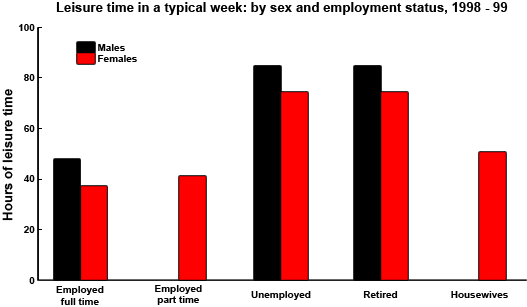 Leisure time in a typical week: by sex and employment status, 1998 - 99
Hours of leisure time
100
80
60
40
20
0
Males
Females
Employed
full time
Employed
part time
Unemployed
Retired
Housewives